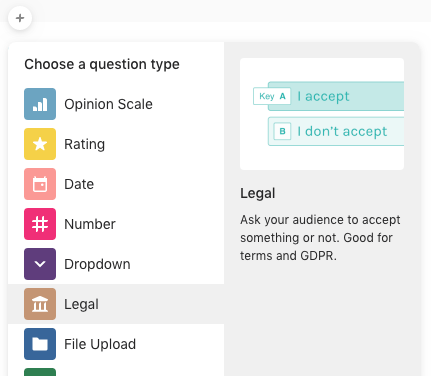 Choose a question type
Opinion Scale
Rating
Date
Number
Dropdown
Legal
File Upload
Key A I accept
B I don't accept
Legal
Ask your audience to accept
something or not. Good for
terms and GDPR.